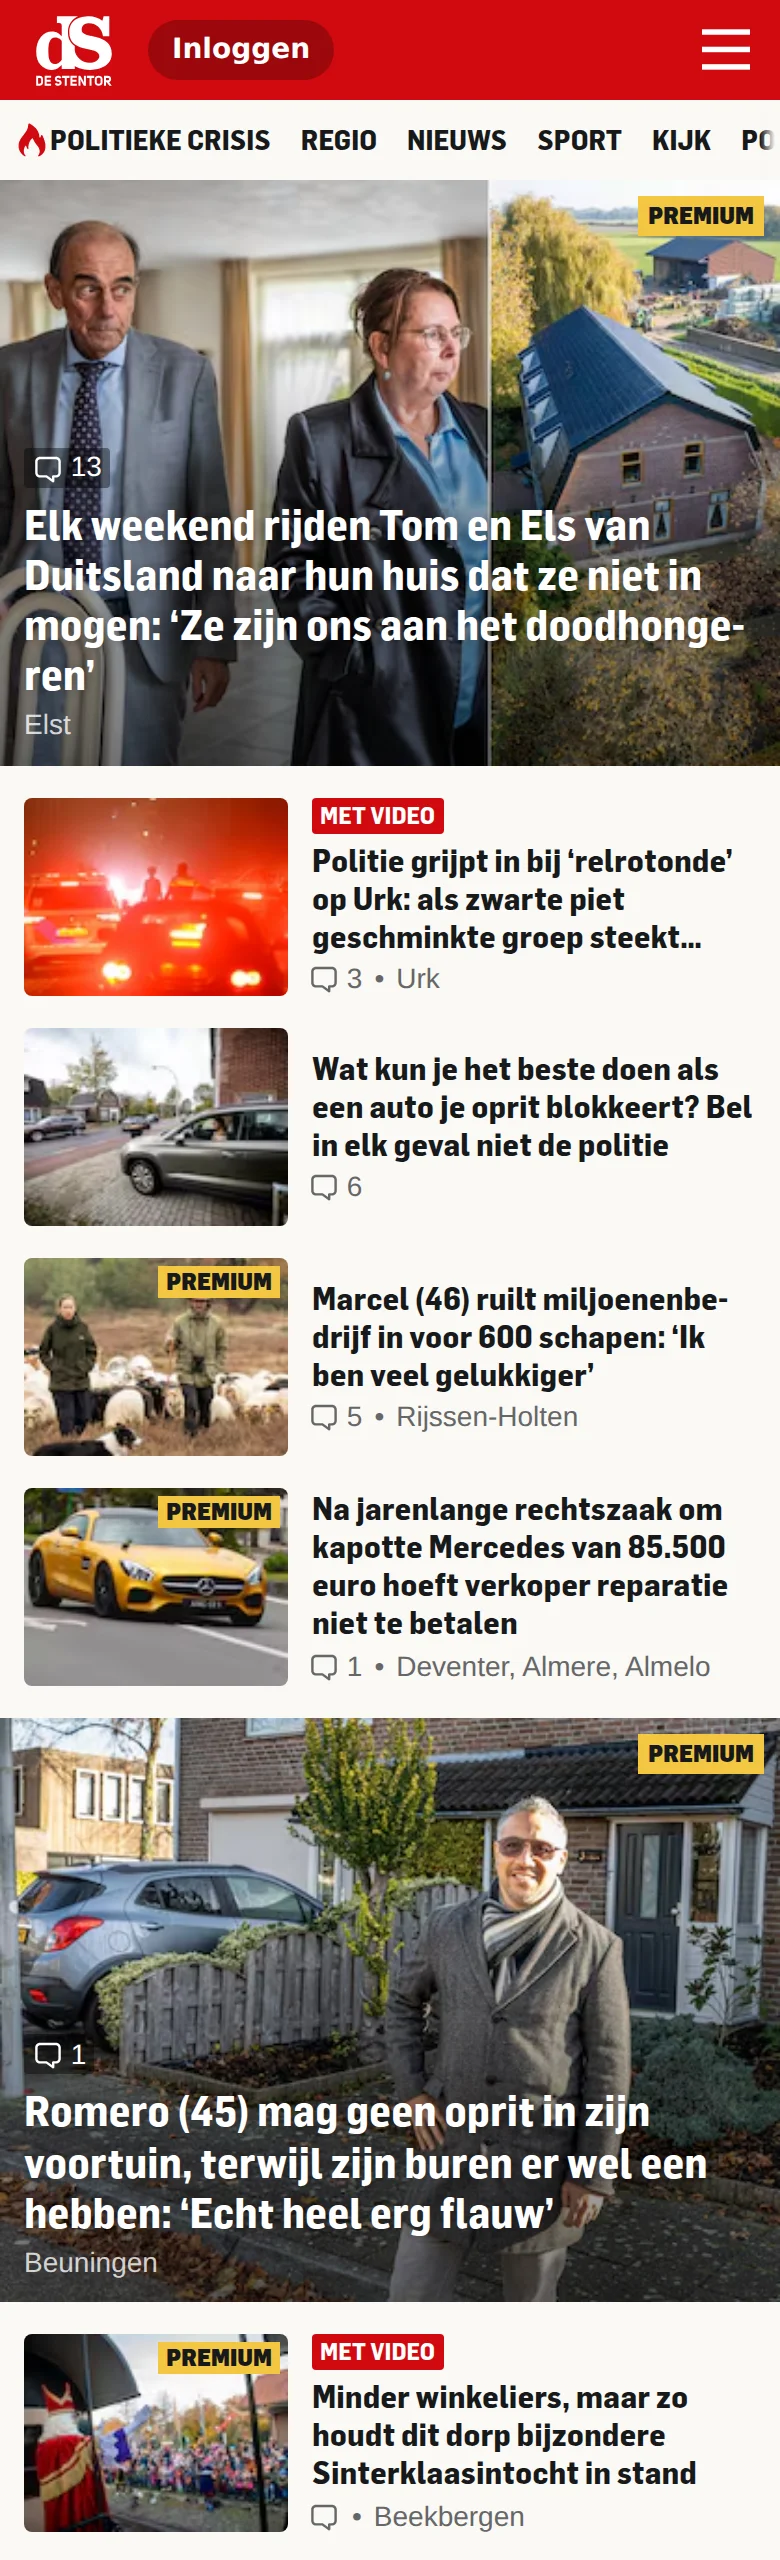 dS
DE STENTOR
Inloggen
POLITIEKE CRISIS REGIO NIEUWS SPORT KIJK PO
PREMIUM
13
Elk weekend rijden Tom en Els van
Duitsland naar hun huis dat ze niet in
mogen: ‘Ze zijn ons aan het doodhonge-
ren’
Elst
MET VIDEO
Politie grijpt in bij ‘relrotonde’
op Urk: als zwarte piet
geschminkte groep steekt...
3 • Urk
Wat kun je het beste doen als
een auto je oprit blokkeert? Bel
in elk geval niet de politie
6
PREMIUM
Marcel (46) ruilt miljoenenbe-
drijf in voor 600 schapen: ‘Ik
ben veel gelukkiger’
5 • Rijssen-Holten
PREMIUM
Na jarenlange rechtszaak om
kapotte Mercedes van 85.500
euro hoeft verkoper reparatie
niet te betalen
1 • Deventer, Almere, Almelo
PREMIUM
1
Romero (45) mag geen oprit in zijn
voortuin, terwijl zijn buren er wel een
hebben: ‘Echt heel erg flauw’
Beuningen
PREMIUM
MET VIDEO
Minder winkeliers, maar zo
houdt dit dorp bijzondere
Sinterklaasintocht in stand
• Beekbergen